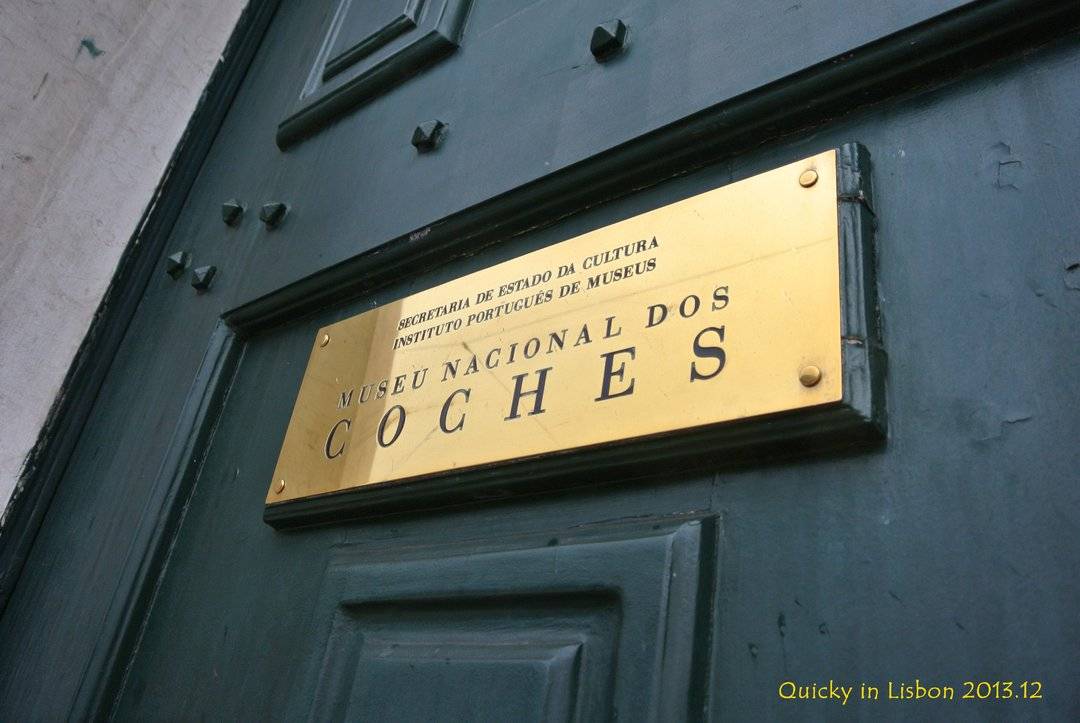 SECRETARIA DE ESTADO DA CULTURA
INSTITUTO PORTUGUÊS DE MUSEUS
MUSEU NACIONAL DOS
COCHES
Quicky in Lisbon 2013.12